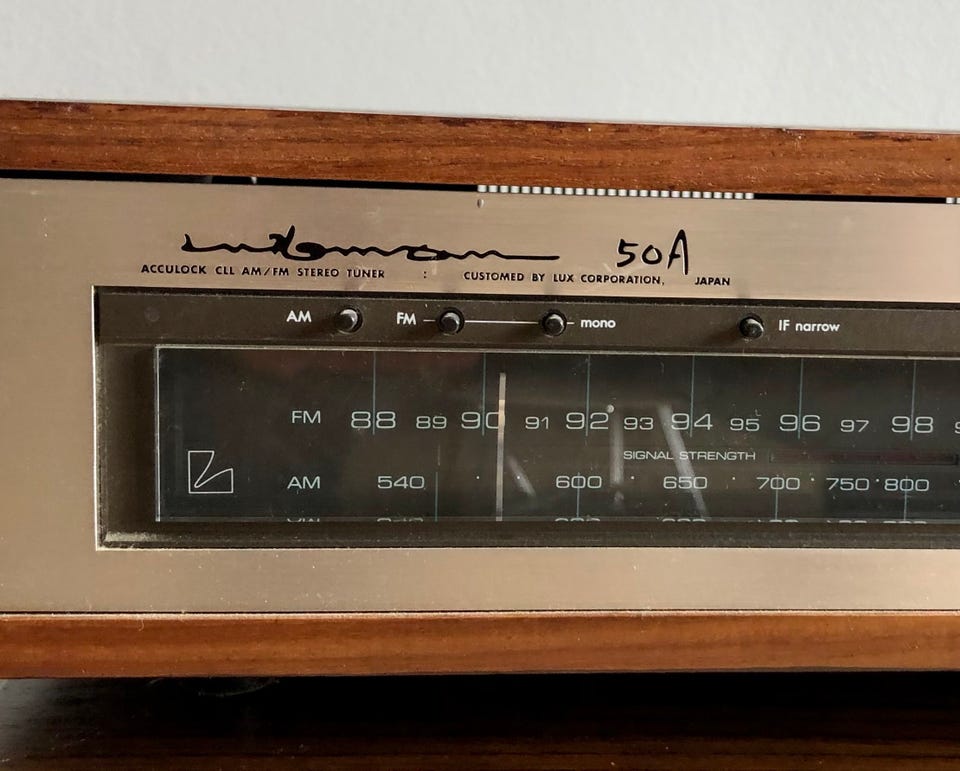 Luxman 50A
ACCULOCK CLL AM/FM STEREO TUNER : CUSTOMED BY LUX CORPORATION, JAPAN
AM FM mono IF narrow
FM 88 89 90 91 92 93 94 95 96 97 98
SIGNAL STRENGTH
AM 540 600 650 700 750 800